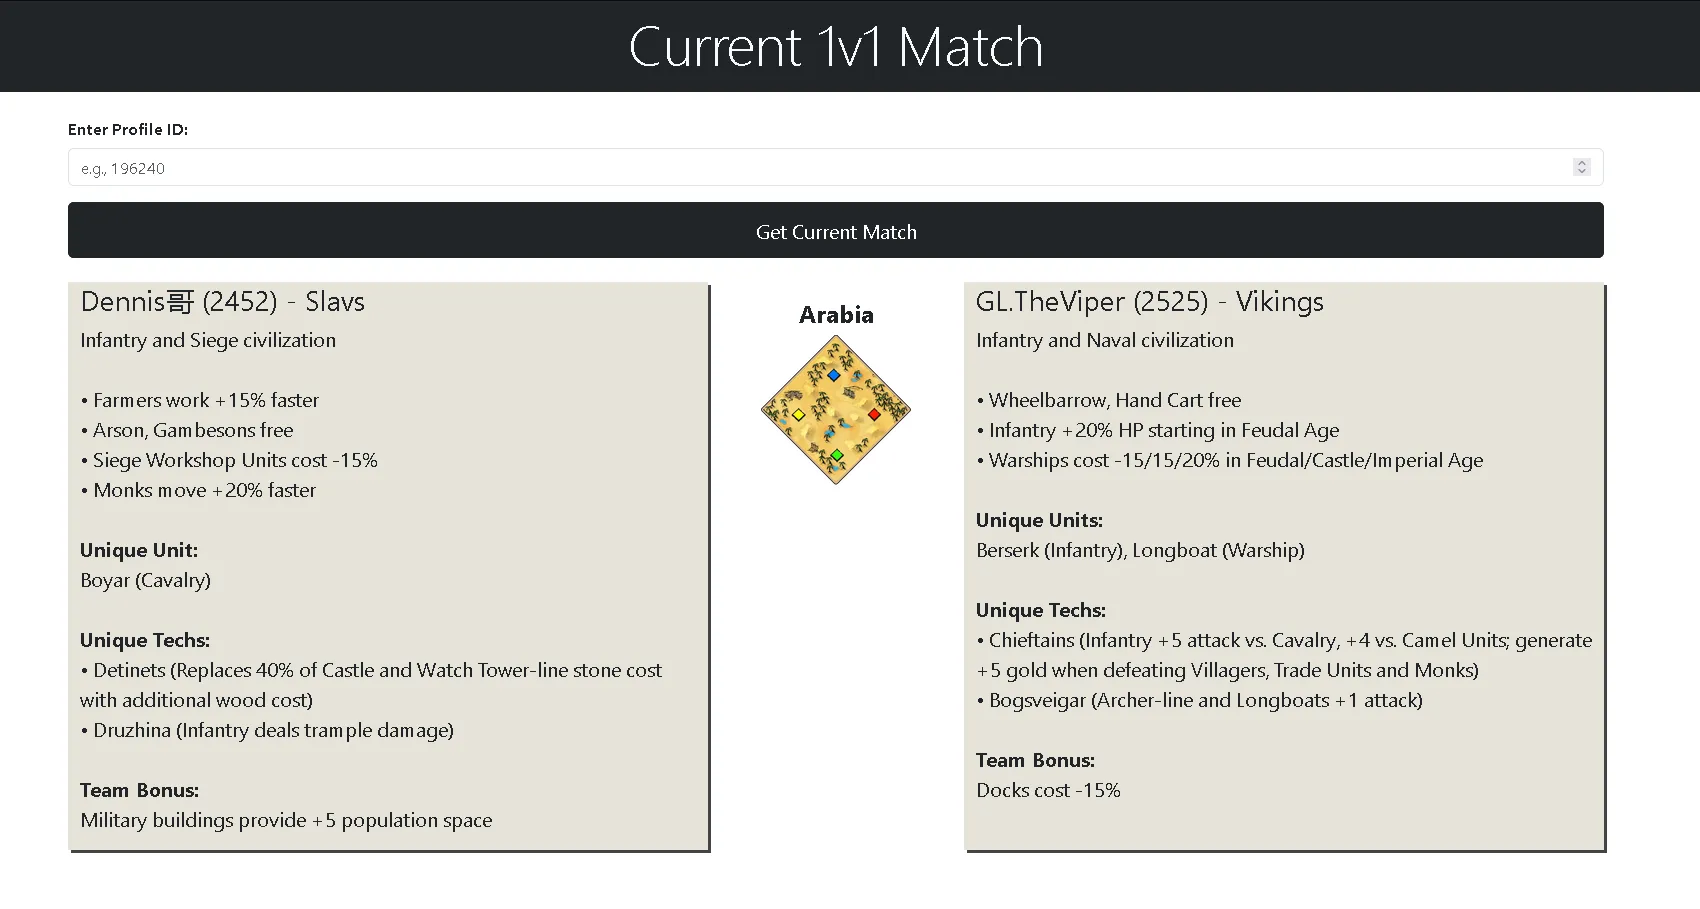 Current 1v1 Match
Enter Profile ID:
e.g., 196240
Get Current Match
Dennis哥 (2452) - Slavs
Infantry and Siege civilization
• Farmers work +15% faster
• Arson, Gambesons free
• Siege Workshop Units cost -15%
• Monks move +20% faster
Unique Unit:
Boyar (Cavalry)
Unique Techs:
• Detinets (Replaces 40% of Castle and Watch Tower-line stone cost
with additional wood cost)
• Druzhina (Infantry deals trample damage)
Team Bonus:
Military buildings provide +5 population space
Arabia
GL.TheViper (2525) - Vikings
Infantry and Naval civilization
• Wheelbarrow, Hand Cart free
• Infantry +20% HP starting in Feudal Age
• Warships cost -15/15/20% in Feudal/Castle/Imperial Age
Unique Units:
Berserk (Infantry), Longboat (Warship)
Unique Techs:
• Chieftains (Infantry +5 attack vs. Cavalry, +4 vs. Camel Units; generate
+5 gold when defeating Villagers, Trade Units and Monks)
• Bogsveigar (Archer-line and Longboats +1 attack)
Team Bonus:
Docks cost -15%